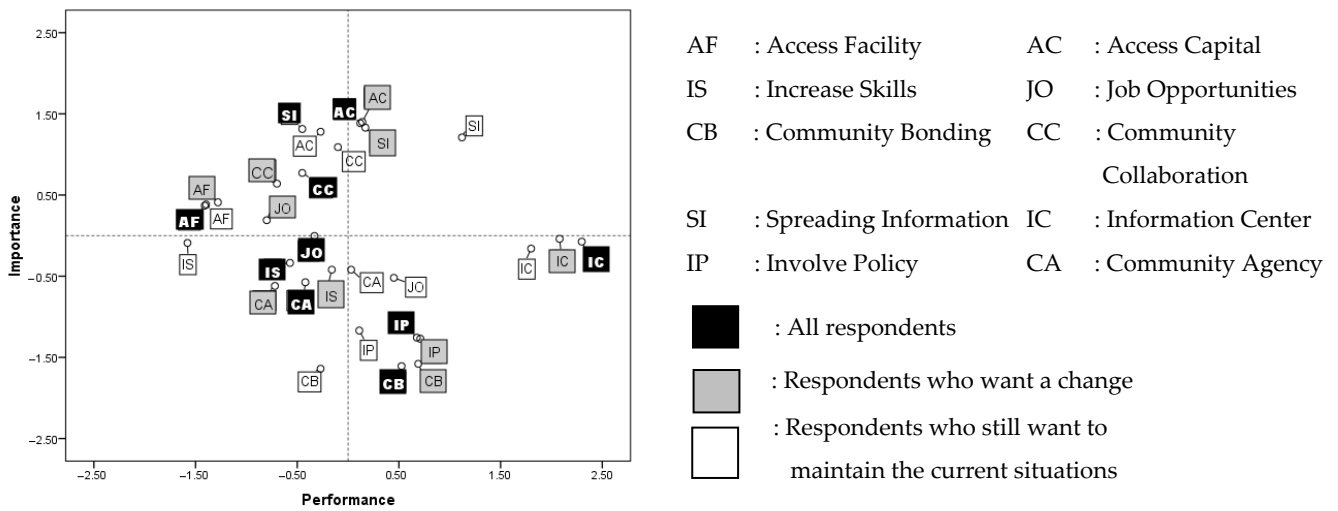 2.50
1.50
0.50
−0.50
−1.50
−2.50
Importance
−2.50 −1.50 −0.50 0.50 1.50 2.50
Performance
AC
SI AC
SI
SI
AC
CC
CC
CC
AF
AF
AF
JO
IS
JO
IS
IC
IC
IC
CA
CA
IS
CA
JO
IP
IP
IP
CB
CB
CB
AF : Access Facility AC : Access Capital
IS : Increase Skills JO : Job Opportunities
CB : Community Bonding CC : Community
Collaboration
SI : Spreading Information IC : Information Center
IP : Involve Policy CA : Community Agency
: All respondents
: Respondents who want a change
: Respondents who still want to
maintain the current situations